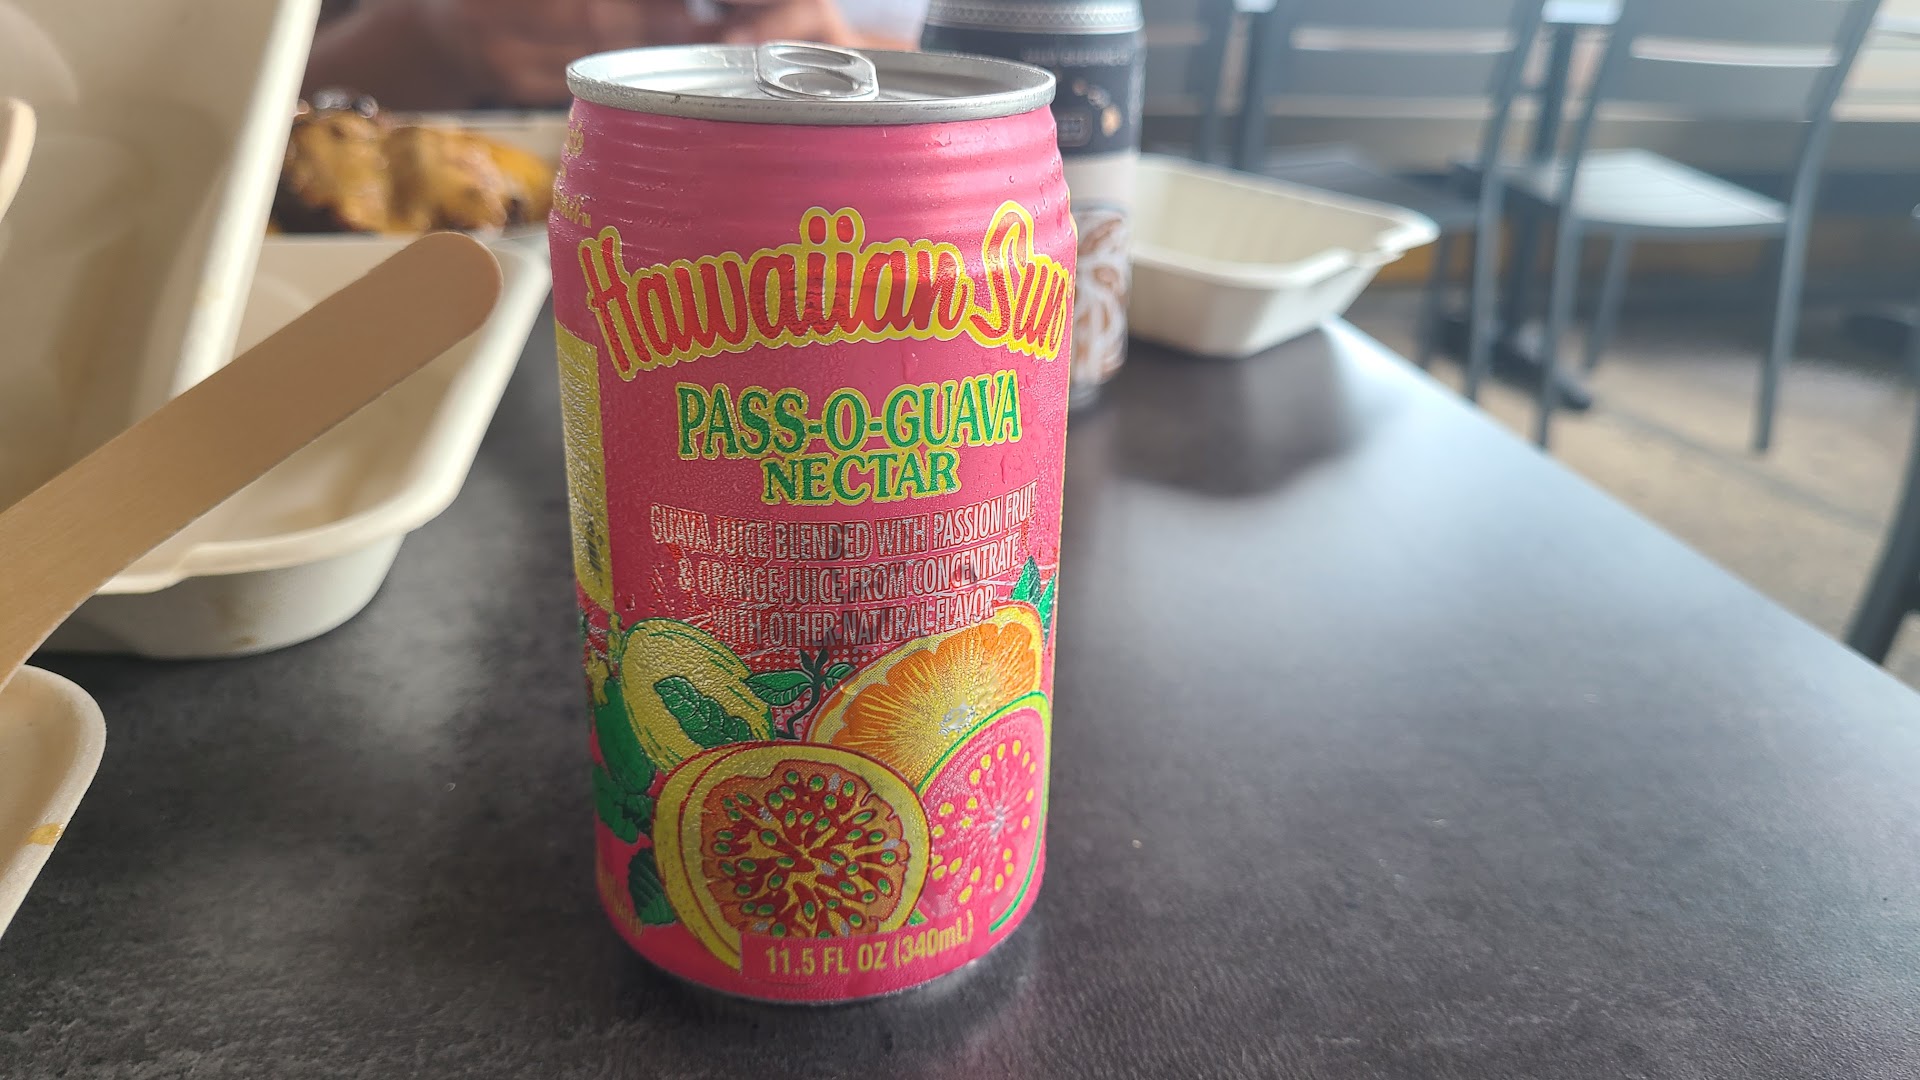 Hawaiian Sun
PASS-O-GUAVA
NECTAR
GUAVA JUICE BLENDED WITH PASSION FRUIT
& ORANGE JUICE FROM CONCENTRATE
WITH OTHER NATURAL FLAVOR
11.5 FL OZ (340mL)